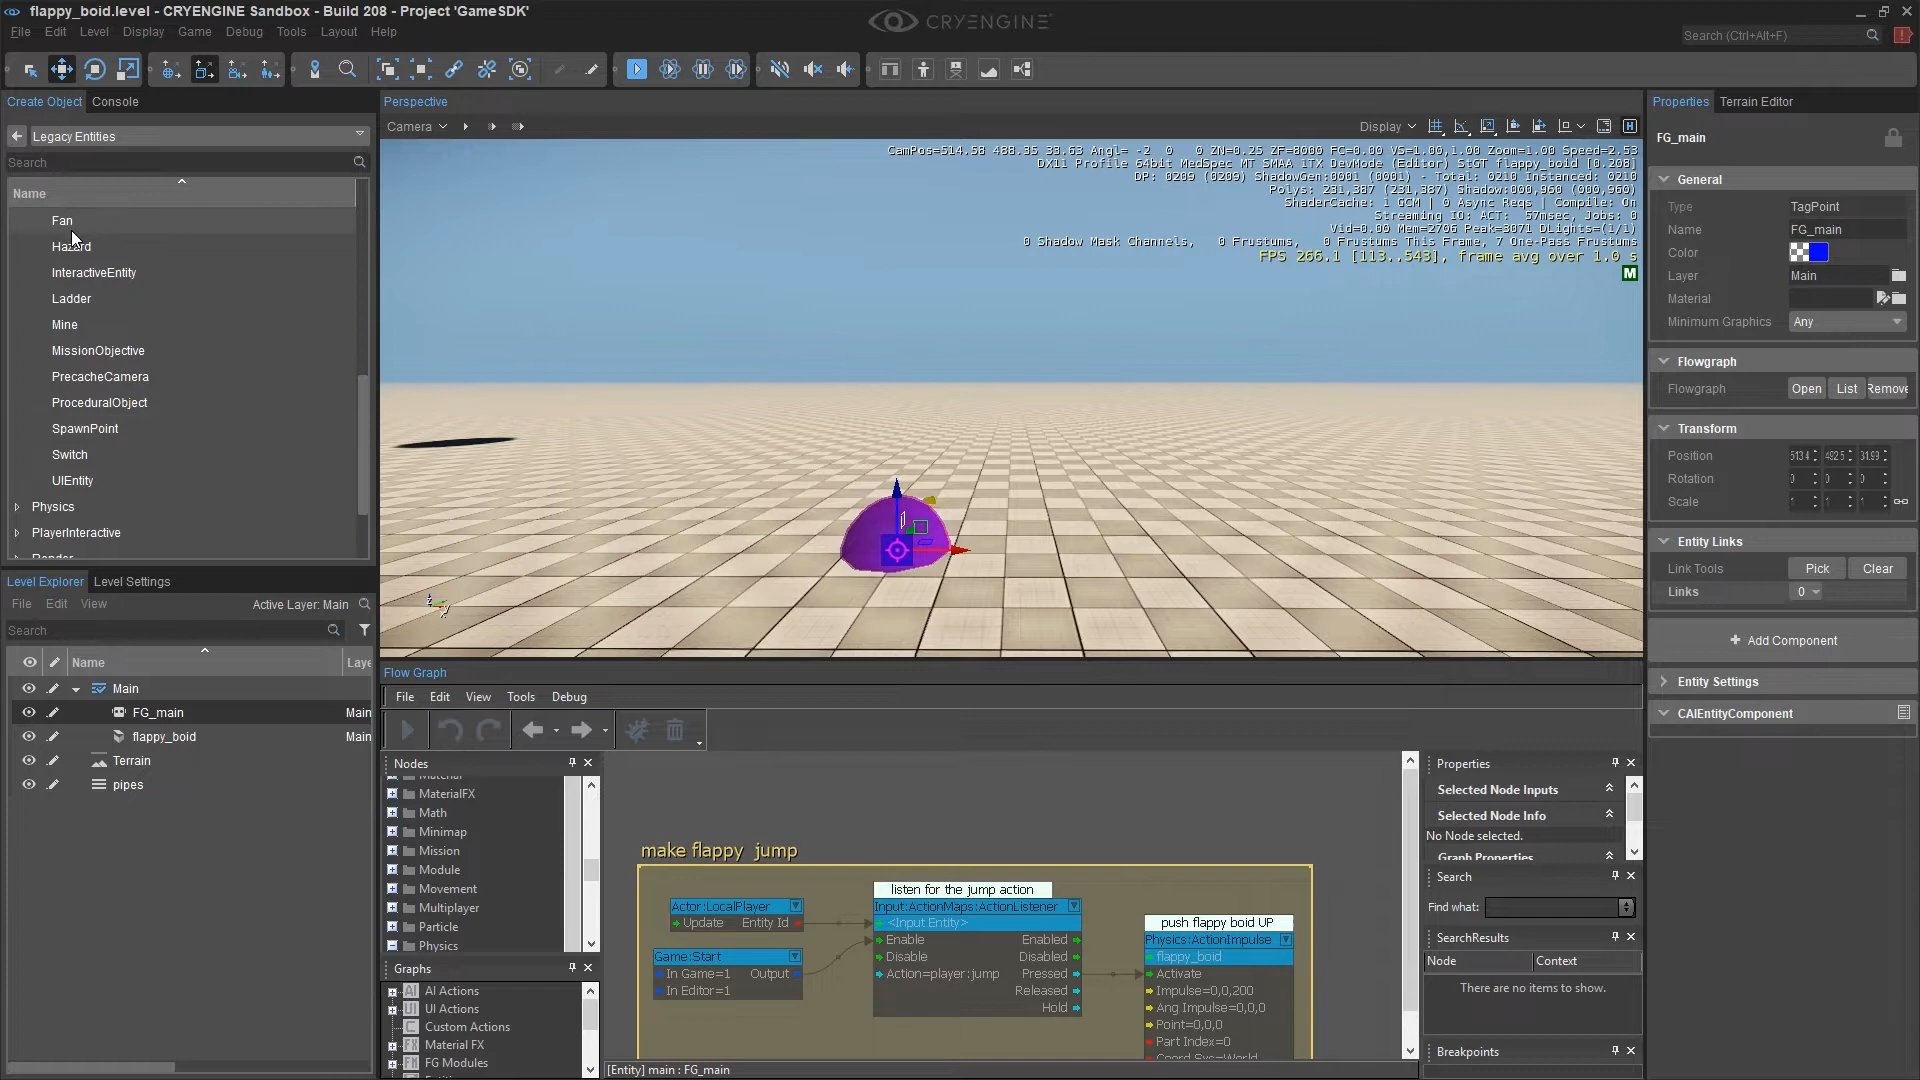 flappy_boid.level - CRYENGINE Sandbox - Build 208 - Project 'GameSDK'
CRYENGINE
File Edit Level Display Game Debug Tools Layout Help
Search (Ctrl+Alt+F)
Create Object Console
Legacy Entities
Search
Name
Fan
Hazard
InteractiveEntity
Ladder
Mine
MissionObjective
PrecacheCamera
ProceduralObject
SpawnPoint
Switch
UIEntity
Physics
PlayerInteractive
Render
Level Explorer Level Settings
File Edit View Active Layer: Main
Search
Name Laye
Main
FG_main Main
flappy_boid Main
Terrain
pipes
Perspective
Camera Display
CamPos=514.58 488.35 33.63 Angl= -2 0 0 ZN=0.25 ZF=8000 FC=0.00 VS=1.00,1.00 Zoom=1.00 Speed=2.53
DX11 Profile 64bit MedSpec MT SMAA 1TX DevMode (Editor) StGT flappy_boid [0.208]
DP: 0209 (0209) ShadowGen:0001 (0001) - Total: 0210 Instanced: 0210
Polys: 231,387 (231,387) Shadow:000,960 (000,960)
ShaderCache: 1 GCM | 0 Async Reqs | Compile: On
Streaming IO: ACT: 57msec, Jobs: 0
Vid=0.00 Mem=2706 Peak=3071 DLights=(1/1)
0 Shadow Mask Channels, 0 Frustums, 0 Frustums This Frame, 7 One-Pass Frustums
FPS 266.1 [113..543], frame avg over 1.0 s
M
Flow Graph
File Edit View Tools Debug
Nodes
Material
MaterialFX
Math
Minimap
Mission
Module
Movement
Multiplayer
Particle
Physics
Graphs
AI Actions
UI Actions
Custom Actions
Material FX
FG Modules
make flappy jump
listen for the jump action
Actor:LocalPlayer
Update Entity Id
Game:Start
In Game=1 Output
In Editor=1
Input:ActionMaps:ActionListener
<Input Entity>
Enable Enabled
Disable Disabled
Action=player:jump Pressed
Released
Hold
push flappy boid UP
Physics:ActionImpulse
flappy_boid
Activate
Impulse=0,0,200
Ang Impulse=0,0,0
Point=0,0,0
Part Index=0
Coord Sys=World
[Entity] main : FG_main
Properties
Selected Node Inputs
Selected Node Info
No Node selected.
Graph Properties
Search
Find what:
SearchResults
Node Context
There are no items to show.
Breakpoints
Properties Terrain Editor
FG_main
General
Type TagPoint
Name FG_main
Color
Layer Main
Material
Minimum Graphics Any
Flowgraph
Flowgraph Open List Remove
Transform
Position 513.4 492.5 31.99
Rotation 0 0 0
Scale 1 1 1
Entity Links
Link Tools Pick Clear
Links 0
+ Add Component
Entity Settings
CAIEntityComponent